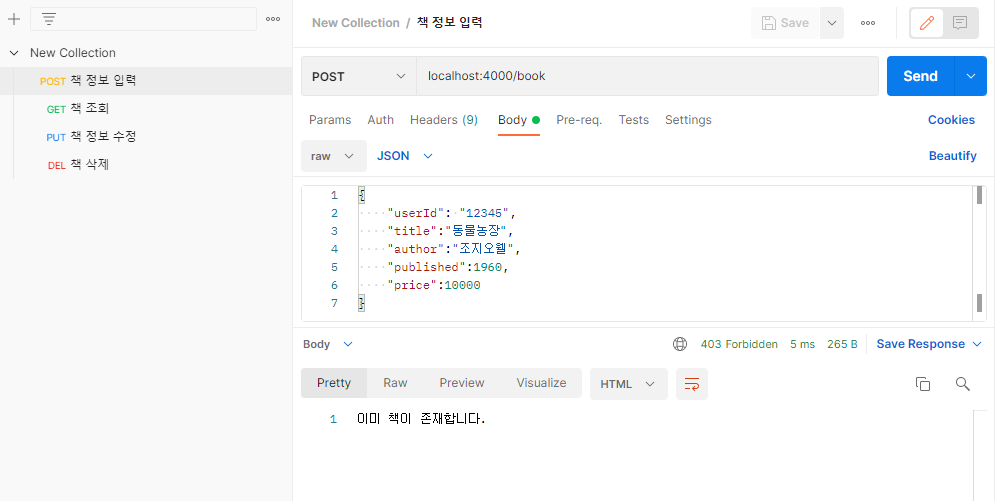 New Collection
POST 책 정보 입력
GET 책 조회
PUT 책 정보 수정
DEL 책 삭제
New Collection / 책 정보 입력
Save
POST localhost:4000/book Send
Params Auth Headers (9) Body Pre-req. Tests Settings Cookies
raw JSON Beautify
1 {
2 "userId": "12345",
3 "title":"동물농장",
4 "author":"조지오웰",
5 "published":1960,
6 "price":10000
7 }
Body 403 Forbidden 5 ms 265 B Save Response
Pretty Raw Preview Visualize HTML
1 이미 책이 존재합니다.